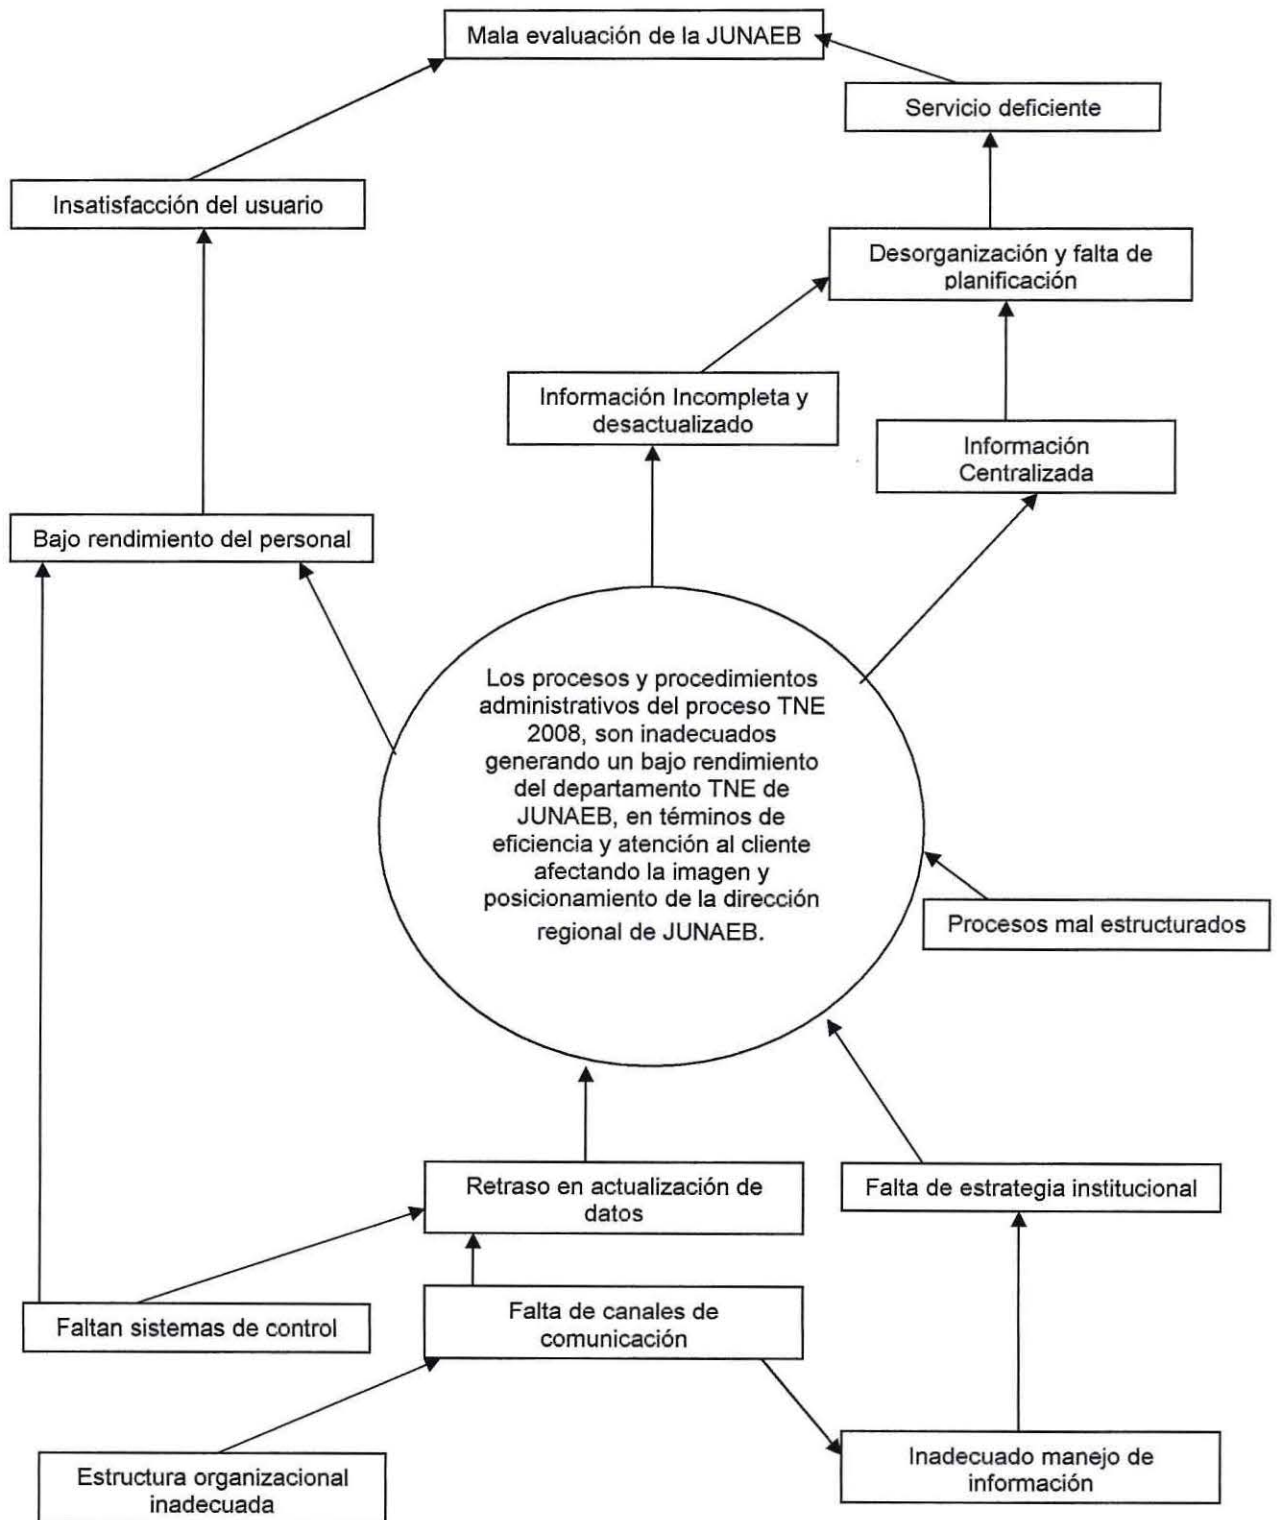 Mala evaluación de la JUNAEB
Servicio deficiente
Insatisfacción del usuario
Desorganización y falta de
planificación
Información Incompleta y
desactualizado
Información
Centralizada
Bajo rendimiento del personal
Los procesos y procedimientos
administrativos del proceso TNE
2008, son inadecuados
generando un bajo rendimiento
del departamento TNE de
JUNAEB, en términos de
eficiencia y atención al cliente
afectando la imagen y
posicionamiento de la dirección
regional de JUNAEB.
Procesos mal estructurados
Retraso en actualización de
datos
Falta de estrategia institucional
Faltan sistemas de control
Falta de canales de
comunicación
Inadecuado manejo de
información
Estructura organizacional
inadecuada